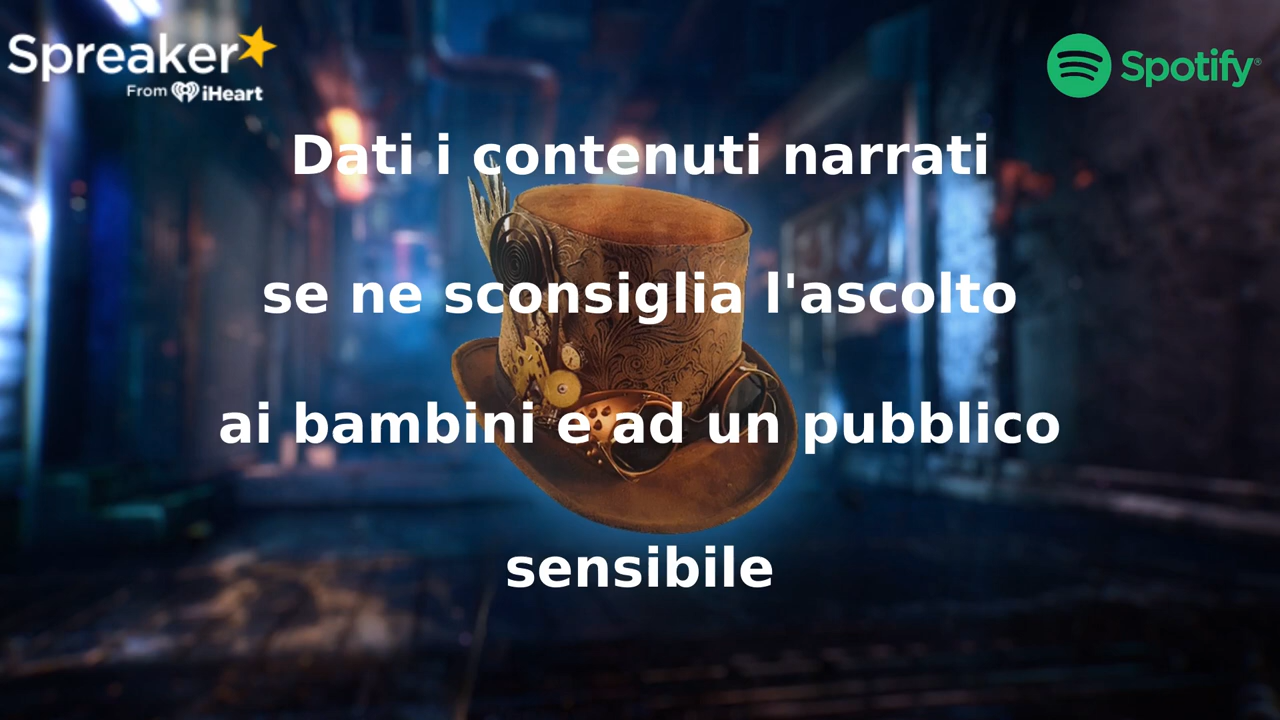 Spreaker
From iHeart
Spotify®
Dati i contenuti narrati
se ne sconsiglia l'ascolto
ai bambini e ad un pubblico
sensibile